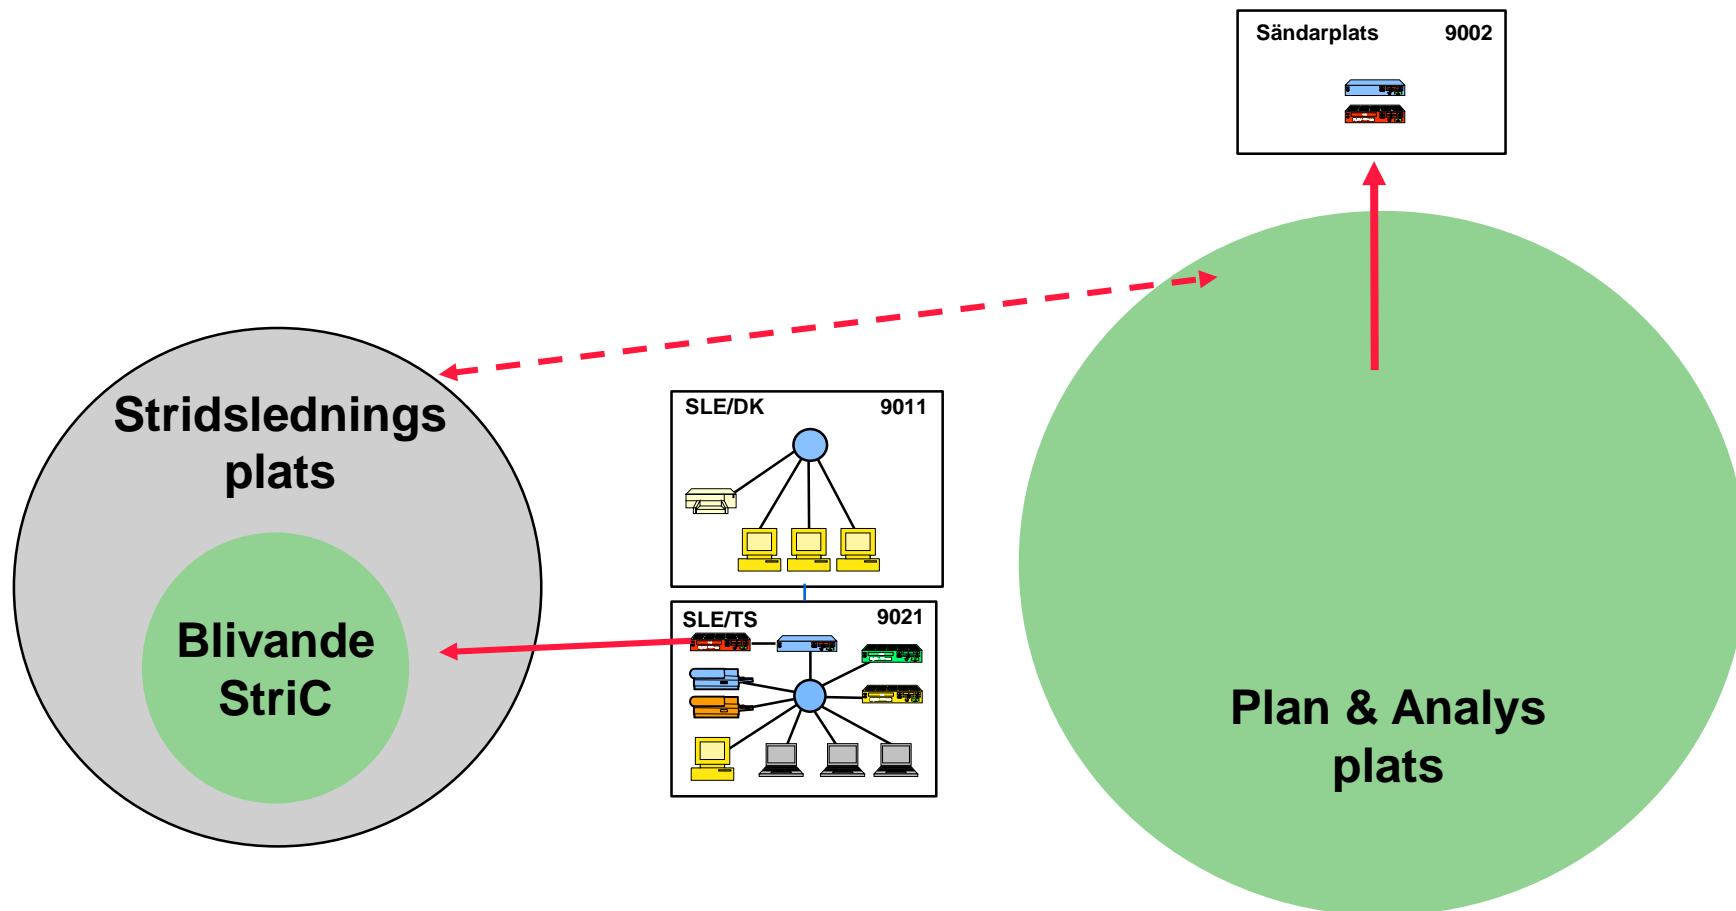 Sändarplats 9002
Stridslednings
plats
SLE/DK 9011
Blivande
StriC
SLE/TS 9021
Plan & Analys
plats